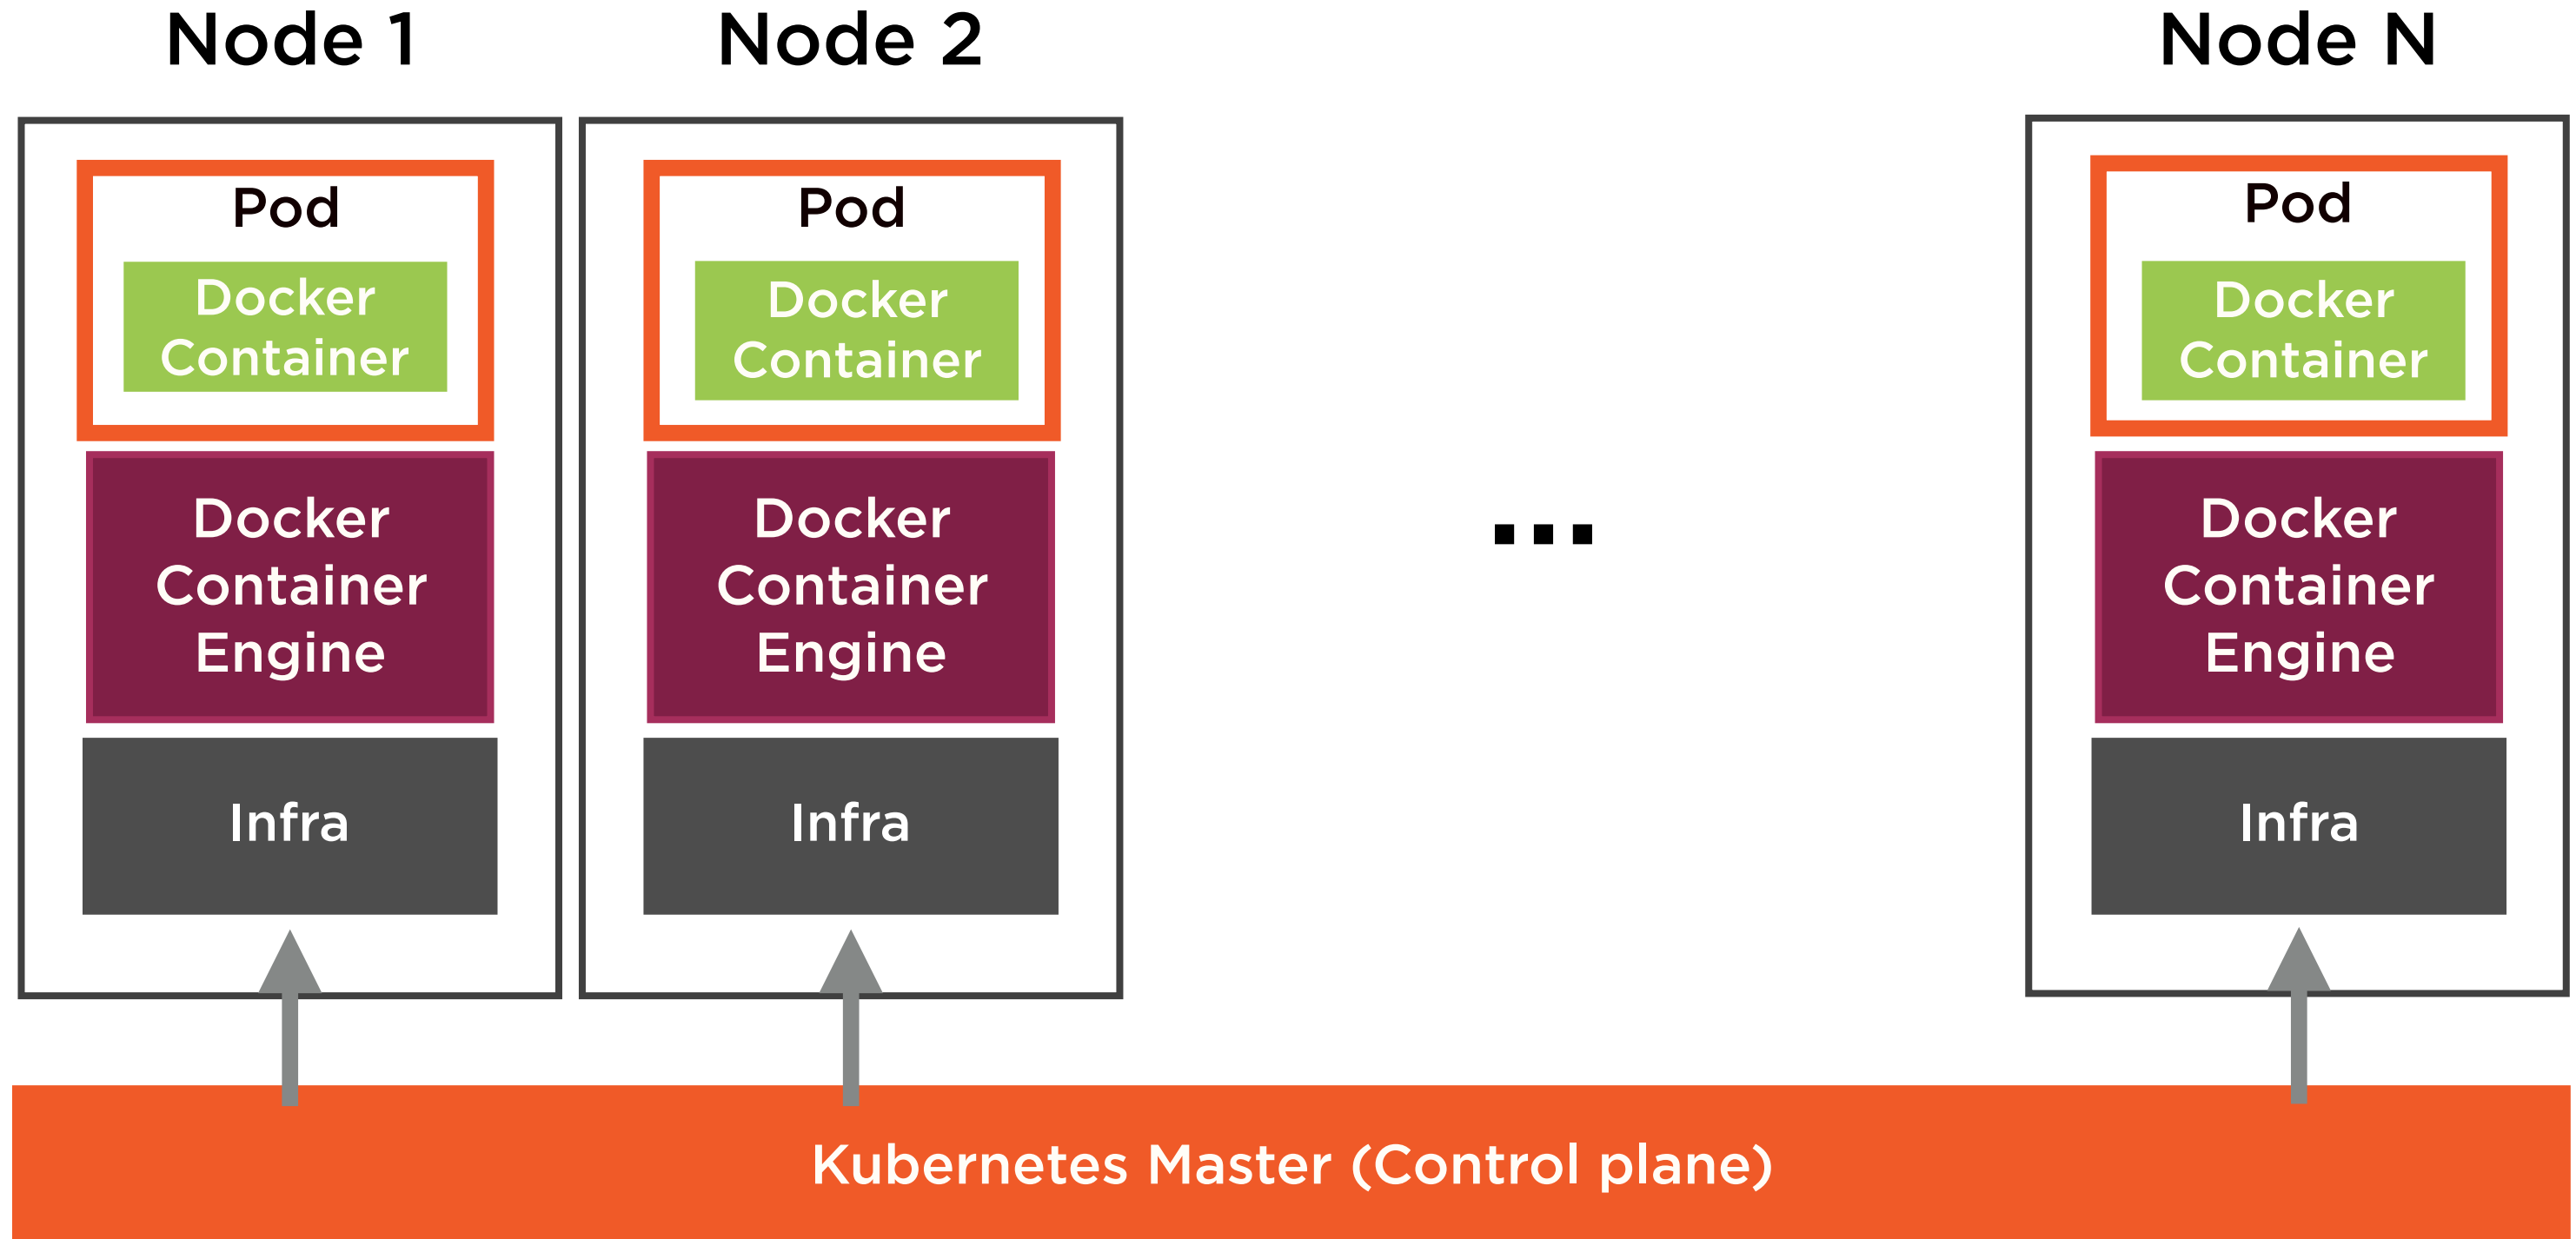 Node 1
Node 2
Node N
Pod
Docker
Container
Docker
Container
Engine
Infra
Pod
Docker
Container
Docker
Container
Engine
Infra
...
Pod
Docker
Container
Docker
Container
Engine
Infra
Kubernetes Master (Control plane)